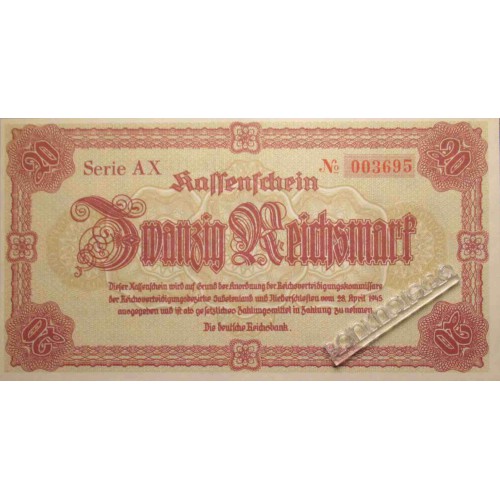 20
20
Serie AX
№ 003695
Kassenschein
Zwanzig Reichsmark
Dieser Kassenschein wird auf Grund der Anordnung der Reichsverteidigungskommissare
der Reichsverteidigungsbezirke Sudetenland und Niederschlesien vom 28. April 1945
ausgegeben und ist als gesetzliches Zahlungsmittel in Zahlung zu nehmen.
Die deutsche Reichsbank.
20
20